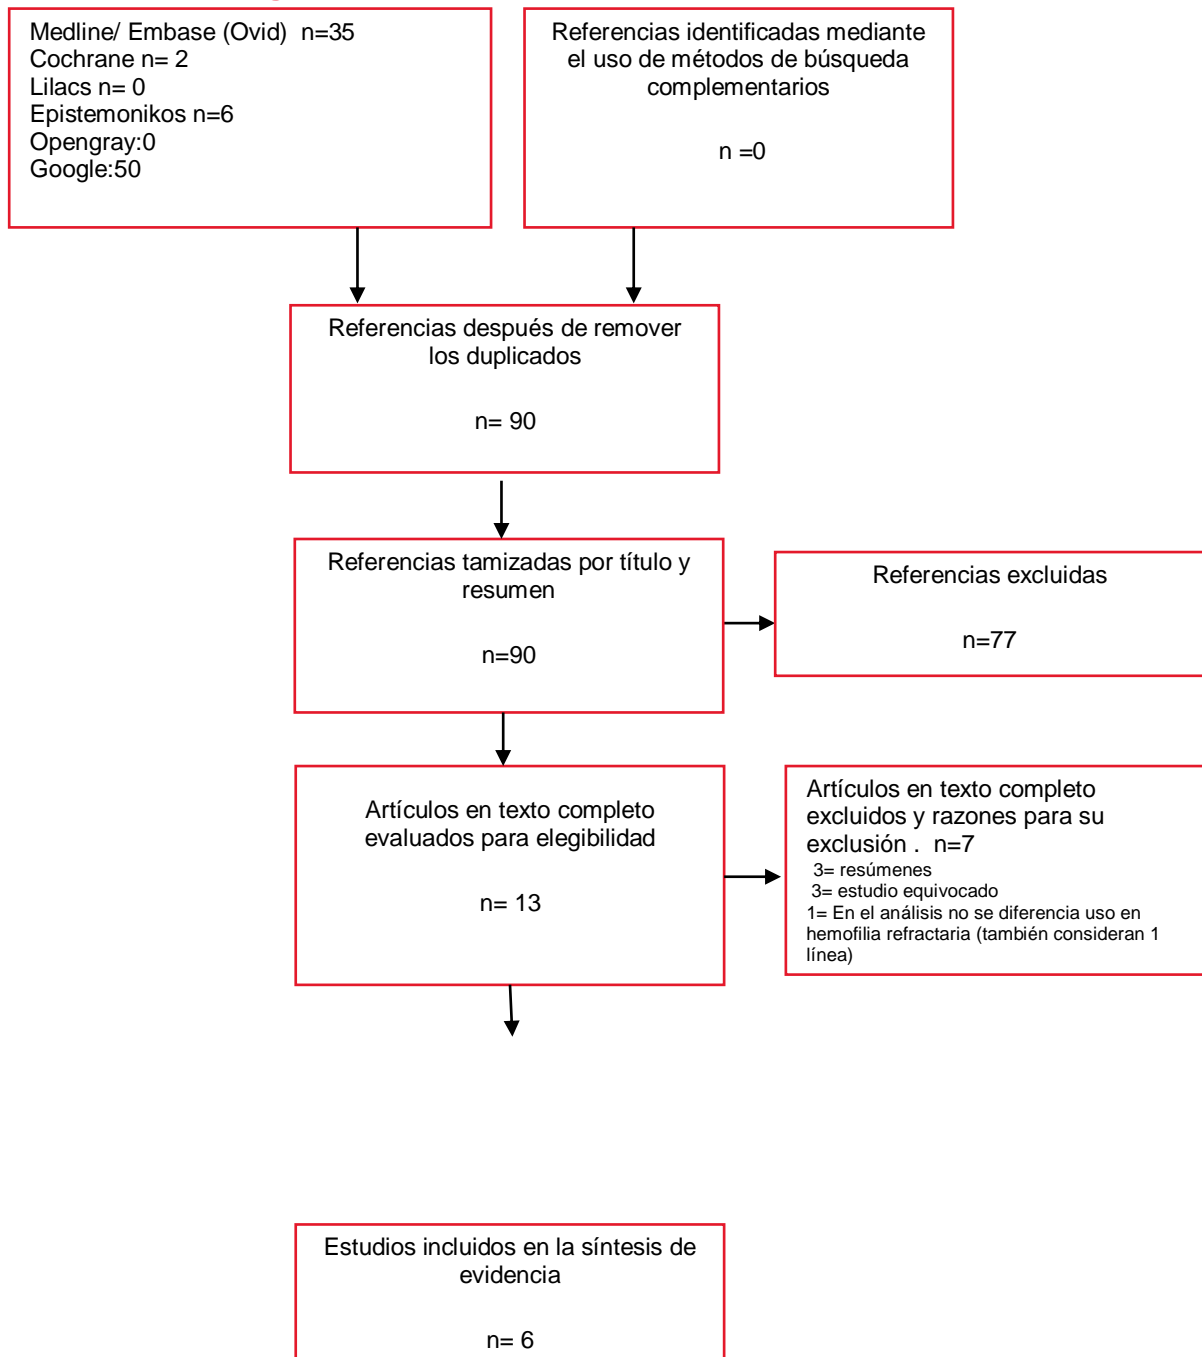 Medline/ Embase (Ovid)  n=35
Cochrane n= 2
Lilacs n= 0
Epistemonikos n=6
Opengray:0
Google:50
Referencias identificadas mediante
el uso de métodos de búsqueda
complementarios
n =0
Referencias después de remover
los duplicados
n= 90
Referencias tamizadas por título y
resumen
n=90
Referencias excluidas
n=77
Artículos en texto completo
evaluados para elegibilidad
n= 13
Artículos en texto completo
excluidos y razones para su
exclusión .  n=7
3= resúmenes
3= estudio equivocado
1= En el análisis no se diferencia uso en
hemofilia refractaria (también consideran 1
línea)
Estudios incluidos en la síntesis de
evidencia
n= 6